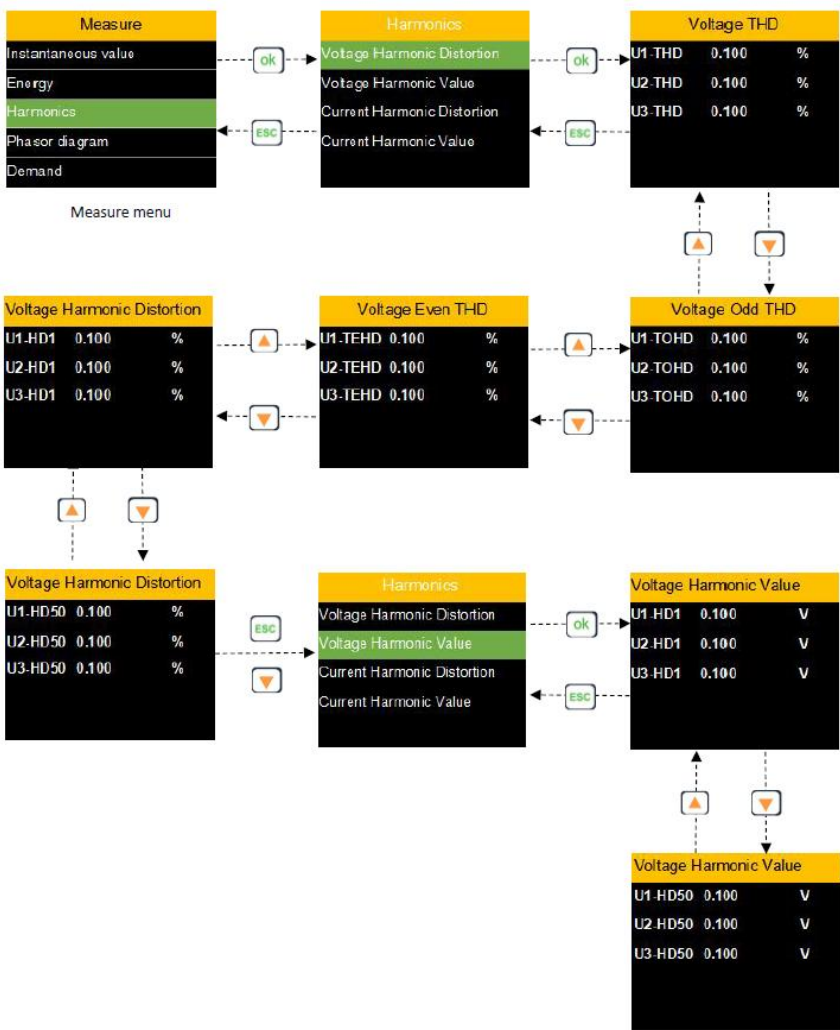 Measure
Instantaneous value
Energy
Harmonics
Phasor diagram
Demand
Measure menu
ok
ESC
Harmonics
Voltage Harmonic Distortion
Voltage Harmonic Value
Current Harmonic Distortion
Current Harmonic Value
ok
ESC
Voltage THD
U1-THD 0.100 %
U2-THD 0.100 %
U3-THD 0.100 %
Voltage Harmonic Distortion
U1-HD1 0.100 %
U2-HD1 0.100 %
U3-HD1 0.100 %
Voltage Even THD
U1-TEHD 0.100 %
U2-TEHD 0.100 %
U3-TEHD 0.100 %
Voltage Odd THD
U1-TOHD 0.100 %
U2-TOHD 0.100 %
U3-TOHD 0.100 %
Voltage Harmonic Distortion
U1-HD50 0.100 %
U2-HD50 0.100 %
U3-HD50 0.100 %
ESC
Harmonics
Voltage Harmonic Distortion
Voltage Harmonic Value
Current Harmonic Distortion
Current Harmonic Value
ok
ESC
Voltage Harmonic Value
U1-HD1 0.100 V
U2-HD1 0.100 V
U3-HD1 0.100 V
Voltage Harmonic Value
U1-HD50 0.100 V
U2-HD50 0.100 V
U3-HD50 0.100 V